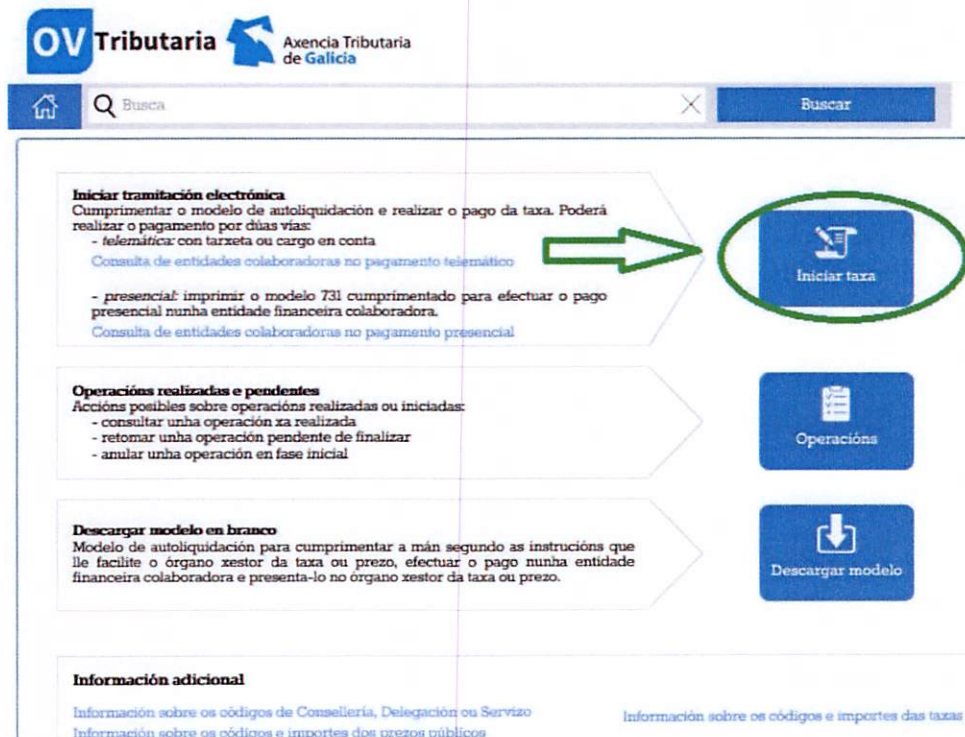 OV Tributaria
Axencia Tributaria
de Galicia
Busca
Buscar
Iniciar tramitación electrónica
Cumprimentar o modelo de autoliquidación e realizar o pago da taxa. Poderá
realizar o pagamento por dúas vías:
- telemática: con tarxeta ou cargo en conta
Consulta de entidades colaboradoras no pagamento telemático
- presencial: imprimir o modelo 731 cumprimentado para efectuar o pago
presencial nunha entidade financeira colaboradora.
Consulta de entidades colaboradoras no pagamento presencial
Iniciar taxa
Operacións realizadas e pendentes
Accións posibles sobre operacións realizadas ou iniciadas:
- consultar unha operación xa realizada
- retomar unha operación pendente de finalizar
- anular unha operación en fase inicial
Operacións
Descargar modelo en branco
Modelo de autoliquidación para cumprimentar a mán segundo as instrucións que
lle facilite o órgano xestor da taxa ou prezo, efectuar o pago nunha entidade
financeira colaboradora e presenta-lo no órgano xestor da taxa ou prezo.
Descargar modelo
Información adicional
Información sobre os códigos de Consellería, Delegación ou Servizo
Información sobre os códigos e importes das taxas
Información sobre os códigos e importes dos prezos públicos